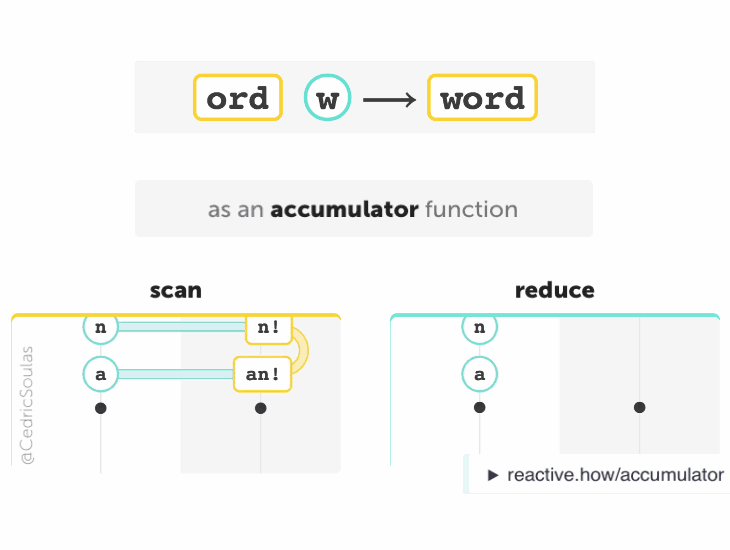 ord w → word
as an accumulator function
scan
reduce
n n!
a an!
n
a
@CedricSoulas
► reactive.how/accumulator